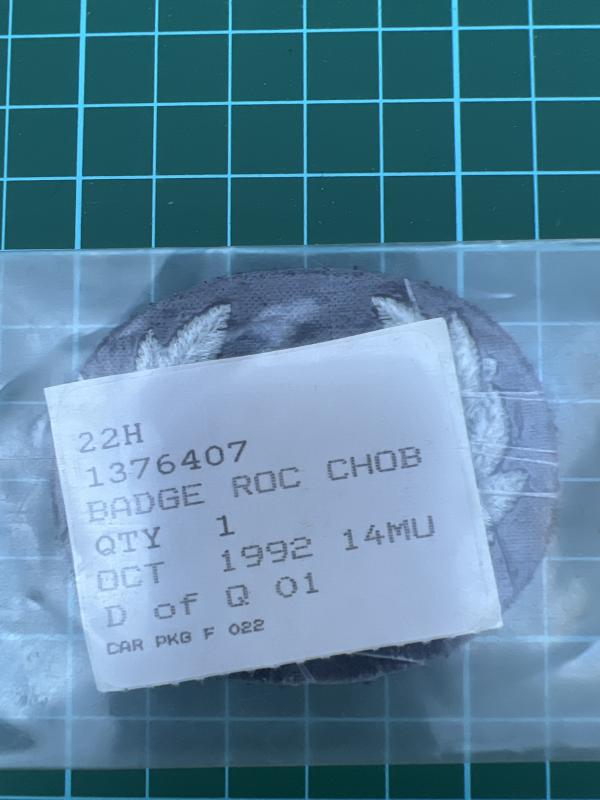 22H
1376407
BADGE ROC CHOB
QTY 1
OCT 1992 14MU
D of Q 01
CAR PKG F 022